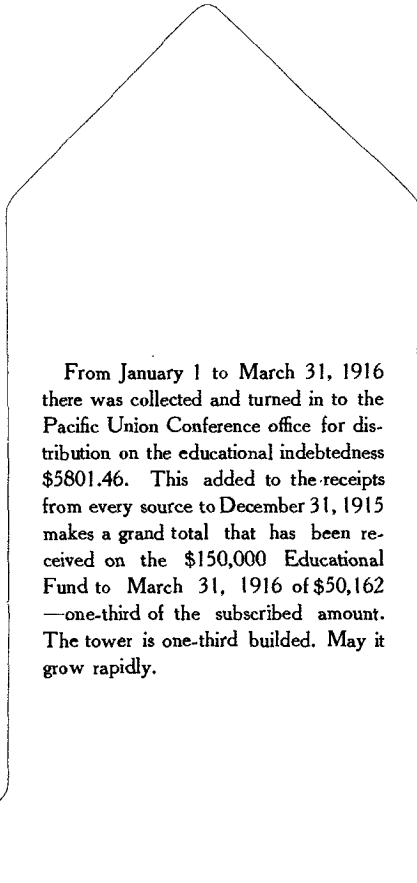 From January 1 to March 31, 1916
there was collected and turned in to the
Pacific Union Conference office for dis-
tribution on the educational indebtedness
$5801.46. This added to the receipts
from every source to December 31, 1915
makes a grand total that has been re-
ceived on the $150,000 Educational
Fund to March 31, 1916 of $50,162
—one-third of the subscribed amount.
The tower is one-third builded. May it
grow rapidly.